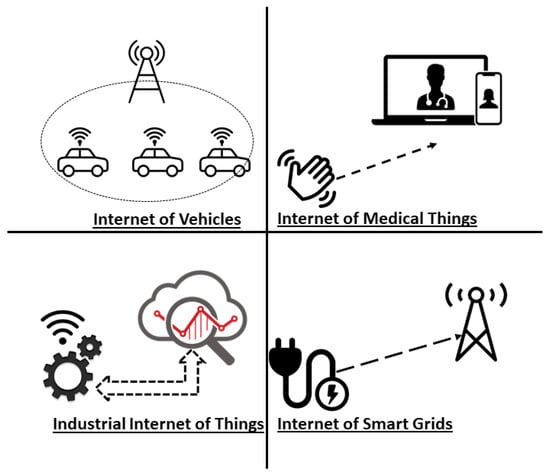 Internet of Vehicles
Internet of Medical Things
Industrial Internet of Things
Internet of Smart Grids